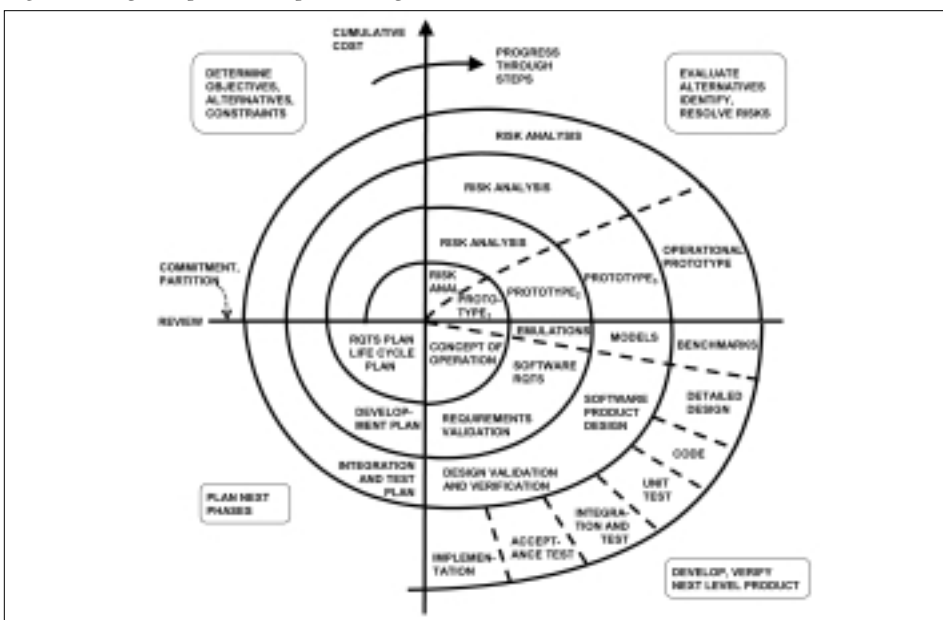 CUMULATIVE
COST
PROGRESS
THROUGH
STEPS
DETERMINE
OBJECTIVES,
ALTERNATIVES,
CONSTRAINTS
EVALUATE
ALTERNATIVES
IDENTIFY,
RESOLVE RISKS
RISK ANALYSIS
RISK ANALYSIS
RISK ANALYSIS
RISK
ANAL.
PROTO-
TYPE1
PROTOTYPE2
PROTOTYPE3
OPERATIONAL
PROTOTYPE
COMMITMENT,
PARTITION
REVIEW
EMULATIONS
MODELS
BENCHMARKS
RQTS PLAN
LIFE CYCLE
PLAN
CONCEPT OF
OPERATION
SOFTWARE
RQTS
SOFTWARE
PRODUCT
DESIGN
DETAILED
DESIGN
DEVELOP-
MENT PLAN
REQUIREMENTS
VALIDATION
CODE
INTEGRATION
AND TEST
PLAN
DESIGN VALIDATION
AND VERIFICATION
UNIT
TEST
INTEGRA-
TION AND
TEST
ACCEPT-
ANCE TEST
IMPLEMEN-
TATION
PLAN NEXT
PHASES
DEVELOP, VERIFY
NEXT LEVEL PRODUCT